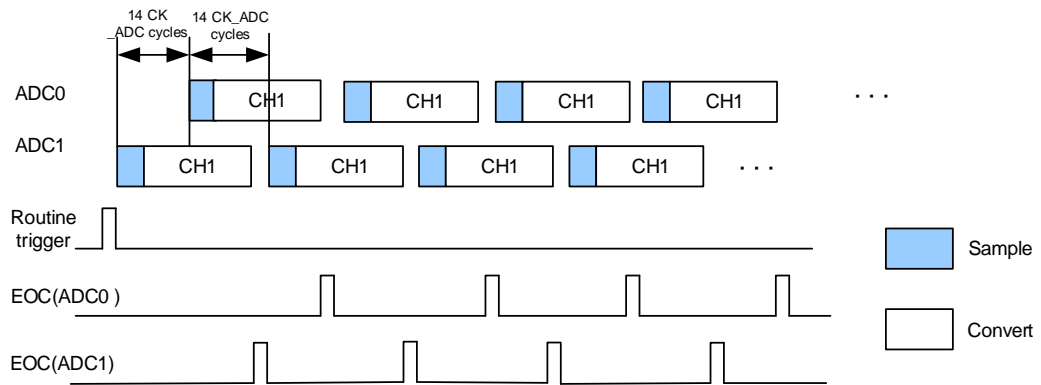 14 CK
_ADC cycles
14 CK_ADC
cycles
ADC0
CH1
CH1
CH1
CH1
. . .
ADC1
CH1
CH1
CH1
CH1
. . .
Routine
trigger
Sample
EOC(ADC0 )
Convert
EOC(ADC1)